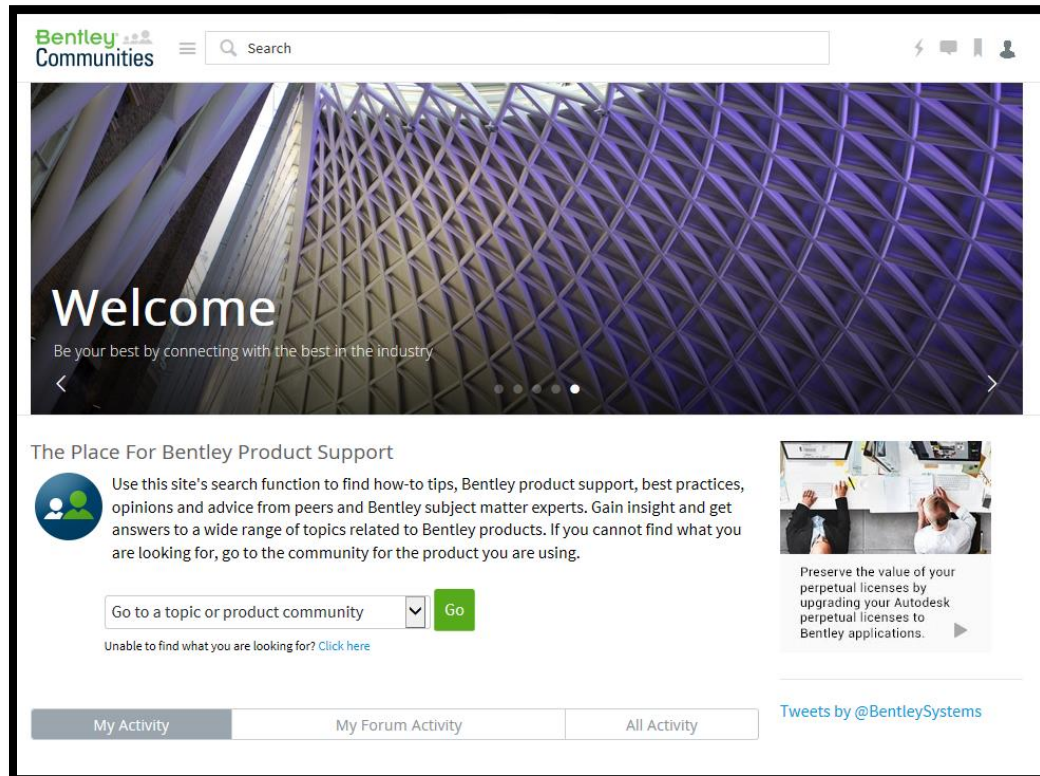 Bentley
Communities
Search
Welcome
Be your best by connecting with the best in the industry
The Place For Bentley Product Support
Use this site's search function to find how-to tips, Bentley product support, best practices,
opinions and advice from peers and Bentley subject matter experts. Gain insight and get
answers to a wide range of topics related to Bentley products. If you cannot find what you
are looking for, go to the community for the product you are using.
Go to a topic or product community
Go
Unable to find what you are looking for? Click here
Preserve the value of your
perpetual licenses by
upgrading your Autodesk
perpetual licenses to
Bentley applications.
Tweets by @BentleySystems
My Activity
My Forum Activity
All Activity